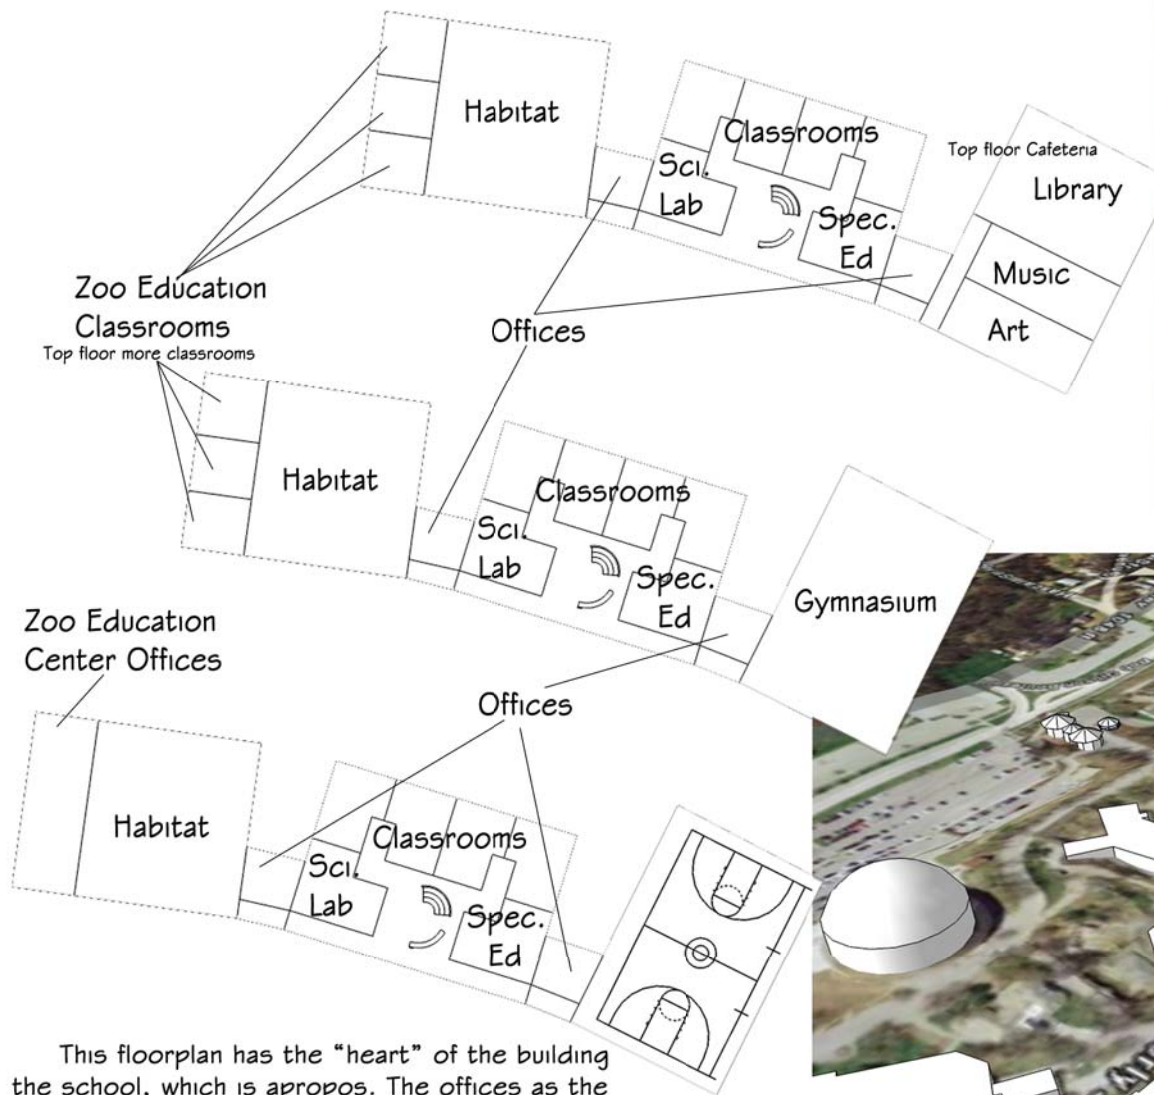 Habitat
Classrooms
Sci.
Lab
Spec.
Ed
Top floor Cafeteria
Library
Music
Art
Zoo Education
Classrooms
Top floor more classrooms
Offices
Habitat
Classrooms
Sci.
Lab
Spec.
Ed
Gymnasium
Zoo Education
Center Offices
Offices
Habitat
Classrooms
Sci.
Lab
Spec.
Ed
This floorplan has the “heart” of the building
the school, which is apropos. The offices as the